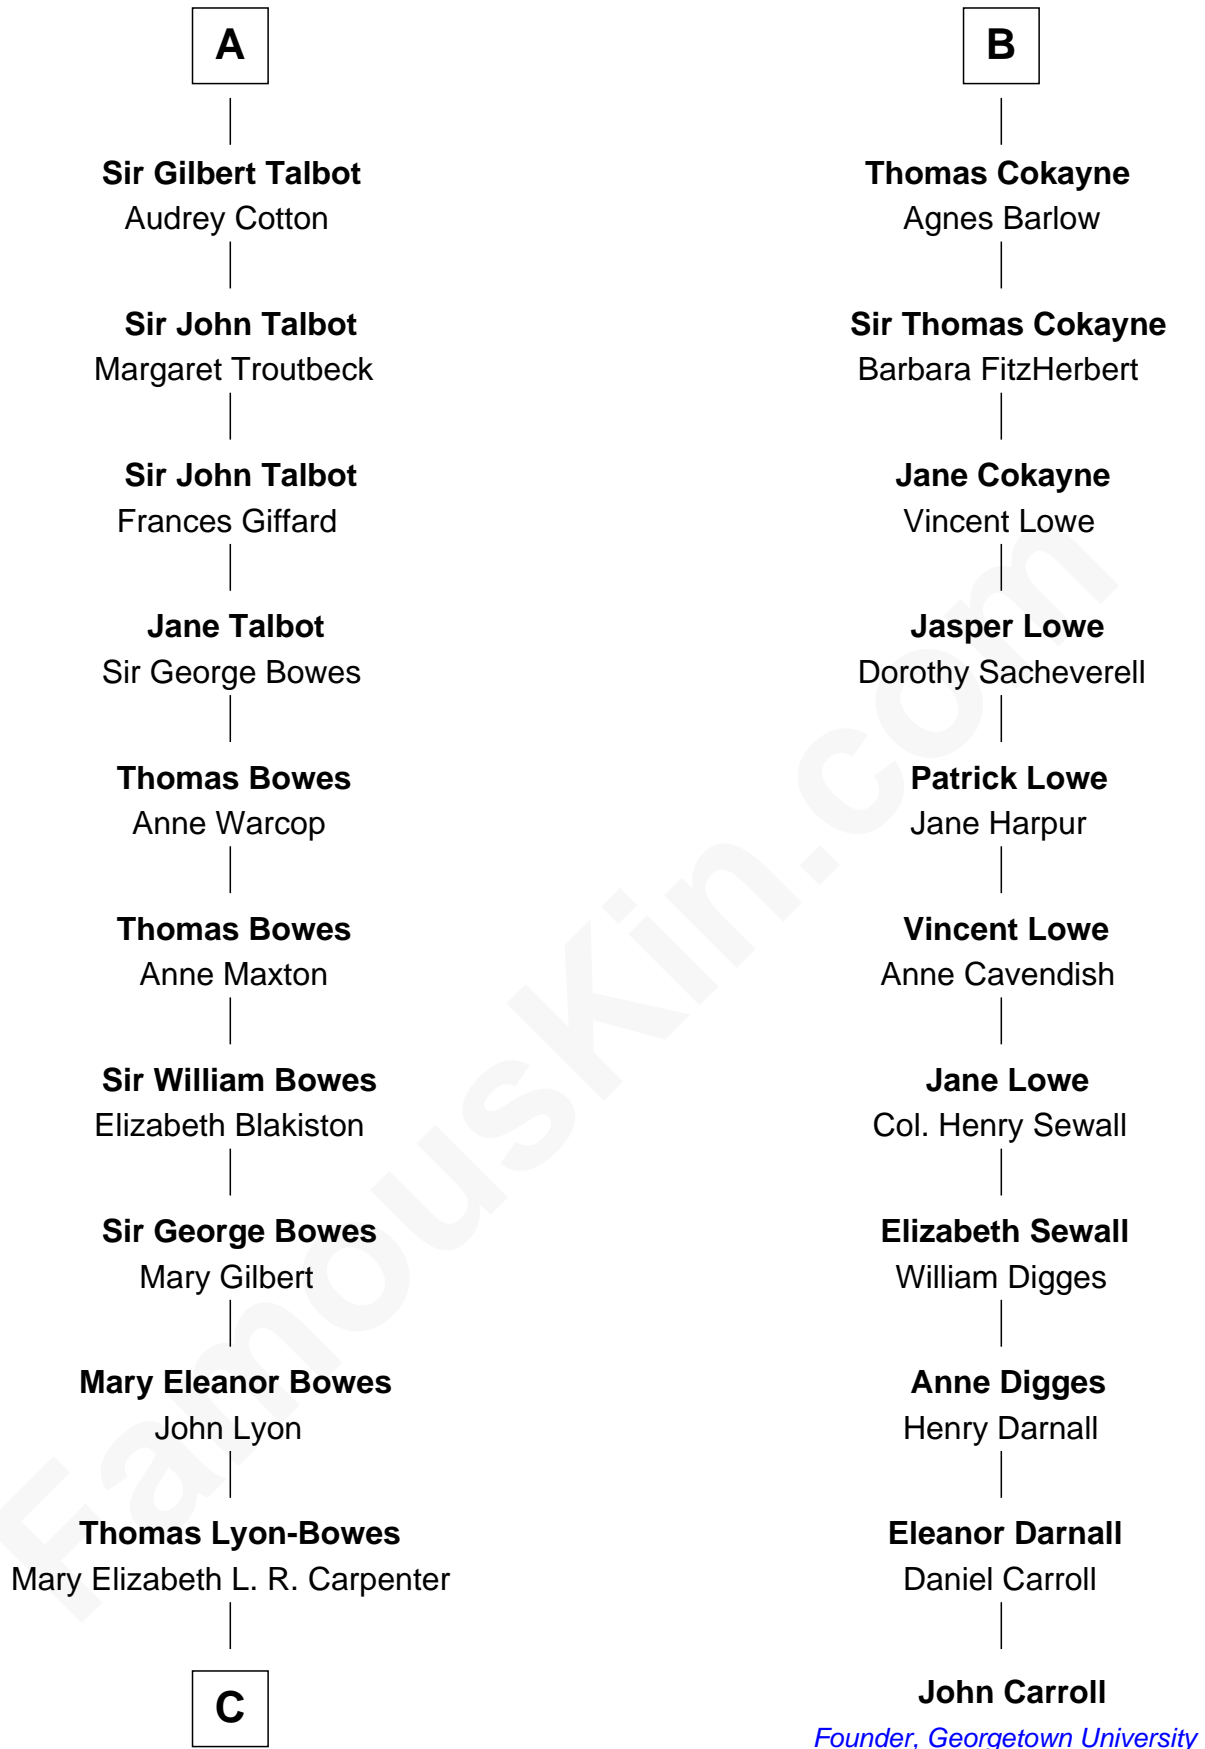 A
Sir Gilbert Talbot
Audrey Cotton
Sir John Talbot
Margaret Troutbeck
Sir John Talbot
Frances Giffard
Jane Talbot
Sir George Bowes
Thomas Bowes
Anne Warcop
Thomas Bowes
Anne Maxton
Sir William Bowes
Elizabeth Blakiston
Sir George Bowes
Mary Gilbert
Mary Eleanor Bowes
John Lyon
Thomas Lyon-Bowes
Mary Elizabeth L. R. Carpenter
C
B
Thomas Cokayne
Agnes Barlow
Sir Thomas Cokayne
Barbara FitzHerbert
Jane Cokayne
Vincent Lowe
Jasper Lowe
Dorothy Sacheverell
Patrick Lowe
Jane Harpur
Vincent Lowe
Anne Cavendish
Jane Lowe
Col. Henry Sewall
Elizabeth Sewall
William Digges
Anne Digges
Henry Darnall
Eleanor Darnall
Daniel Carroll
John Carroll
Founder, Georgetown University
FamousKin.com